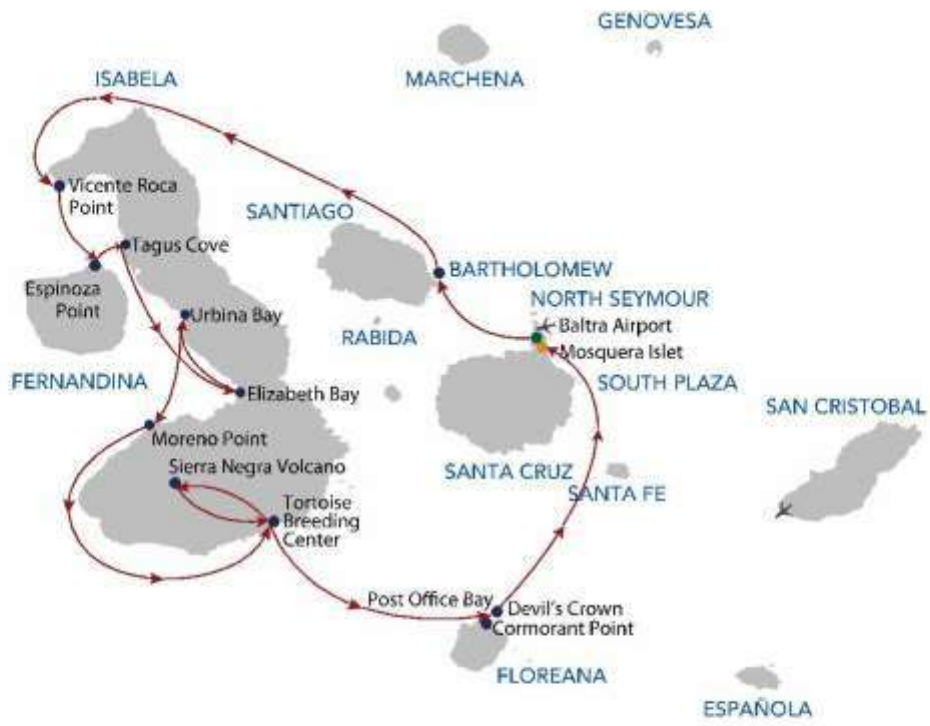 GENOVESA
ISABELA
MARCHENA
Vicente Roca
Point
SANTIAGO
Tagus Cove
BARTHOLOMEW
Espinoza
Point
NORTH SEYMOUR
Urbina Bay
Baltra Airport
RABIDA
Mosquera Islet
FERNANDINA
SOUTH PLAZA
Elizabeth Bay
SAN CRISTOBAL
Moreno Point
Sierra Negra Volcano
SANTA CRUZ
SANTA FE
Tortoise
Breeding
Center
Post Office Bay
Devil's Crown
Cormorant Point
FLOREANA
ESPAÑOLA